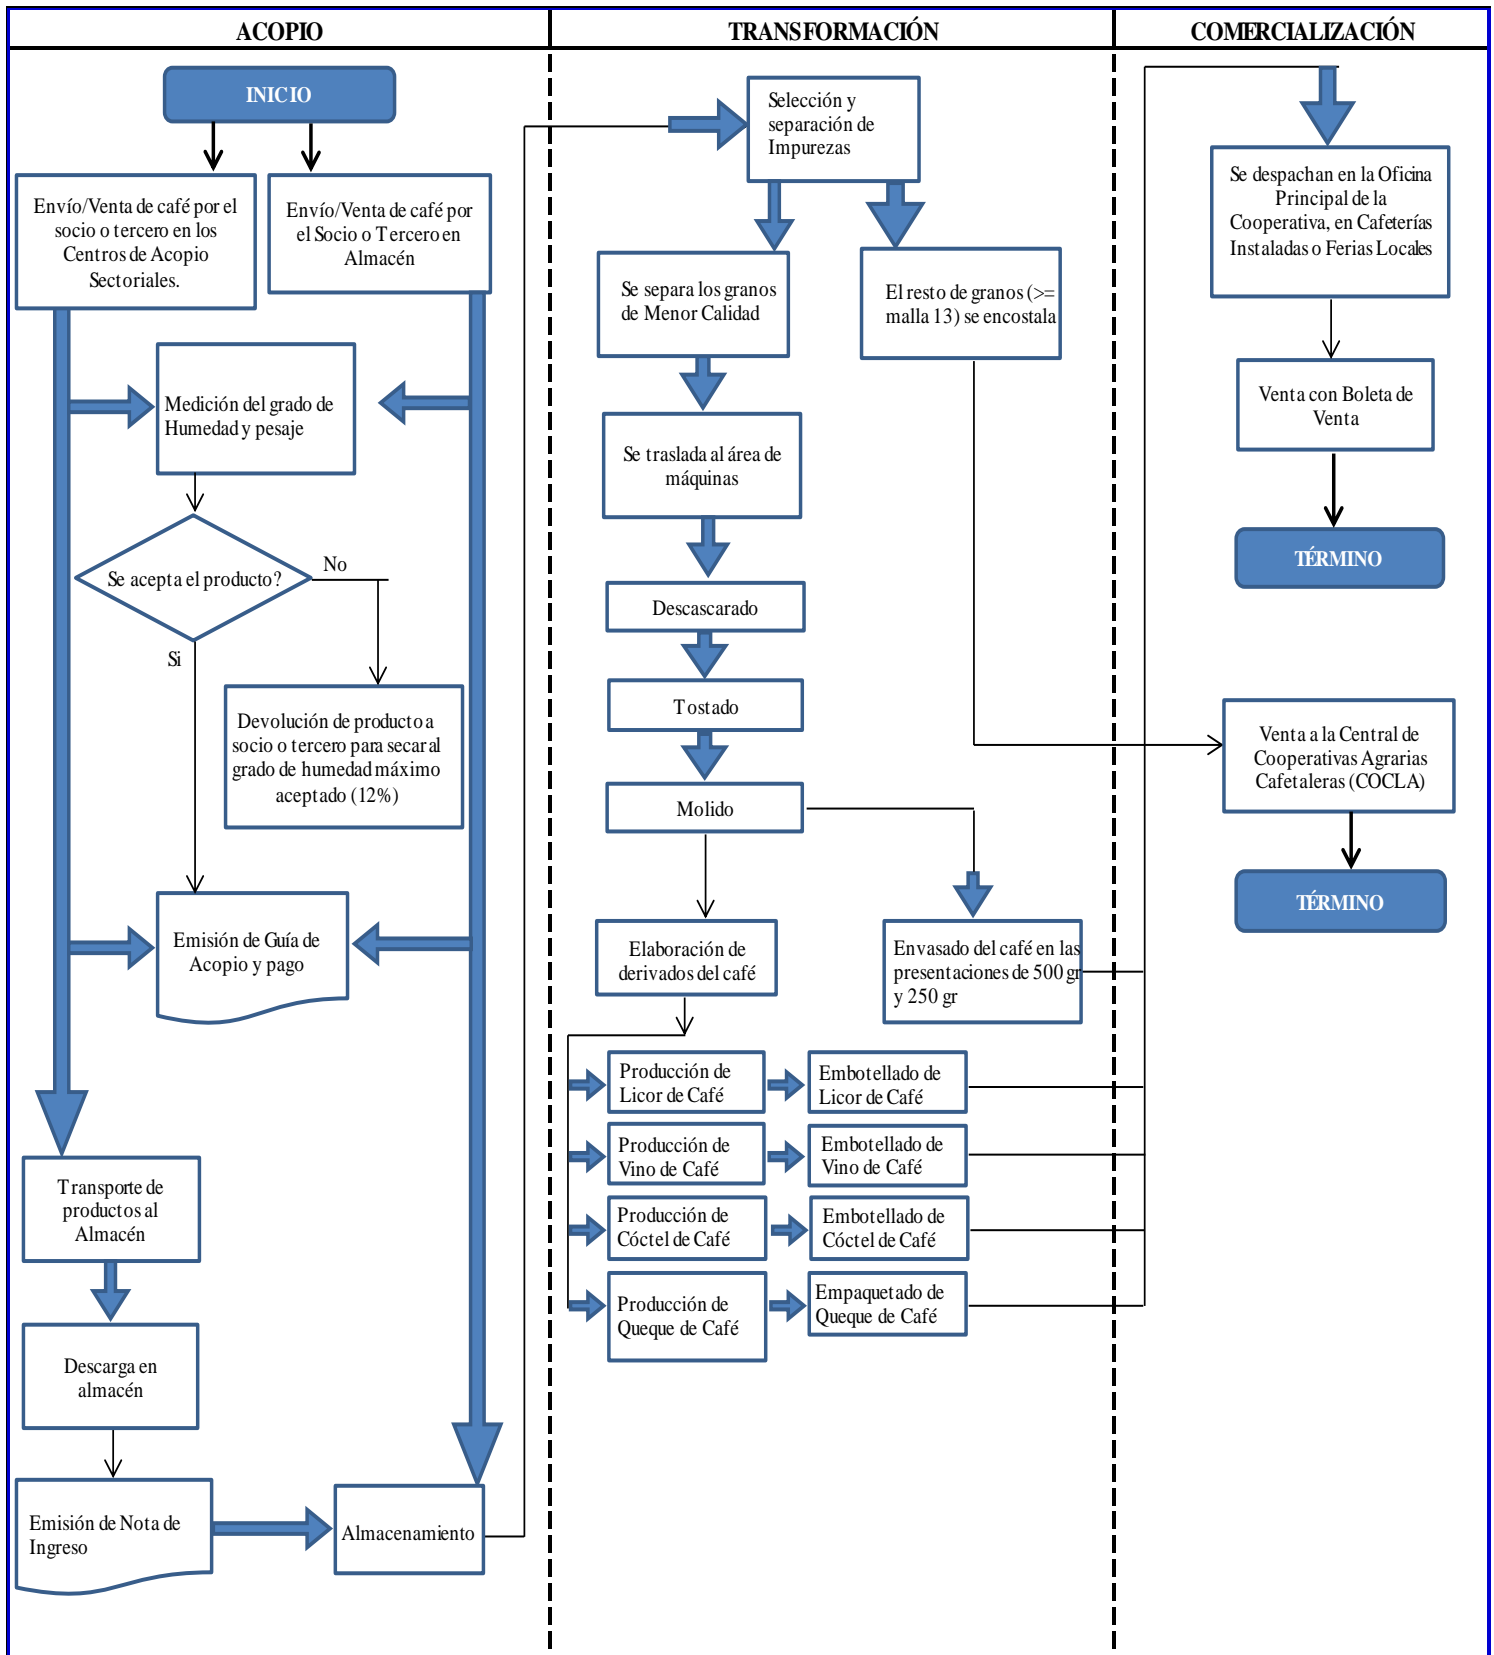 ACOPIO
TRANSFORMACIÓN
COMERCIALIZACIÓN
INICIO
Envío/Venta de café por el
socio o tercero en los
Centros de Acopio
Sectoriales.
Envío/Venta de café por
el Socio o Tercero en
Almacén
Medición del grado de
Humedad y pesaje
Se acepta el producto?
No
Si
Devolución de producto a
socio o tercero para secar al
grado de humedad máximo
aceptado (12%)
Emisión de Guía de
Acopio y pago
Transporte de
productos al
Almacén
Descarga en
almacén
Emisión de Nota de
Ingreso
Almacenamiento
Selección y
separación de
Impurezas
Se separa los granos
de Menor Calidad
El resto de granos (>=
malla 13) se encostala
Se traslada al área de
máquinas
Descascarado
Tostado
Molido
Elaboración de
derivados del café
Envasado del café en las
presentaciones de 500 gr
y 250 gr
Producción de
Licor de Café
Embotellado de
Licor de Café
Producción de
Vino de Café
Embotellado de
Vino de Café
Producción de
Cóctel de Café
Embotellado de
Cóctel de Café
Producción de
Queque de Café
Empaquetado de
Queque de Café
Se despachan en la Oficina
Principal de la
Cooperativa, en Cafeterías
Instaladas o Ferias Locales
Venta con Boleta de
Venta
TÉRMINO
Venta a la Central de
Cooperativas Agrarias
Cafetaleras (COCLA)
TÉRMINO